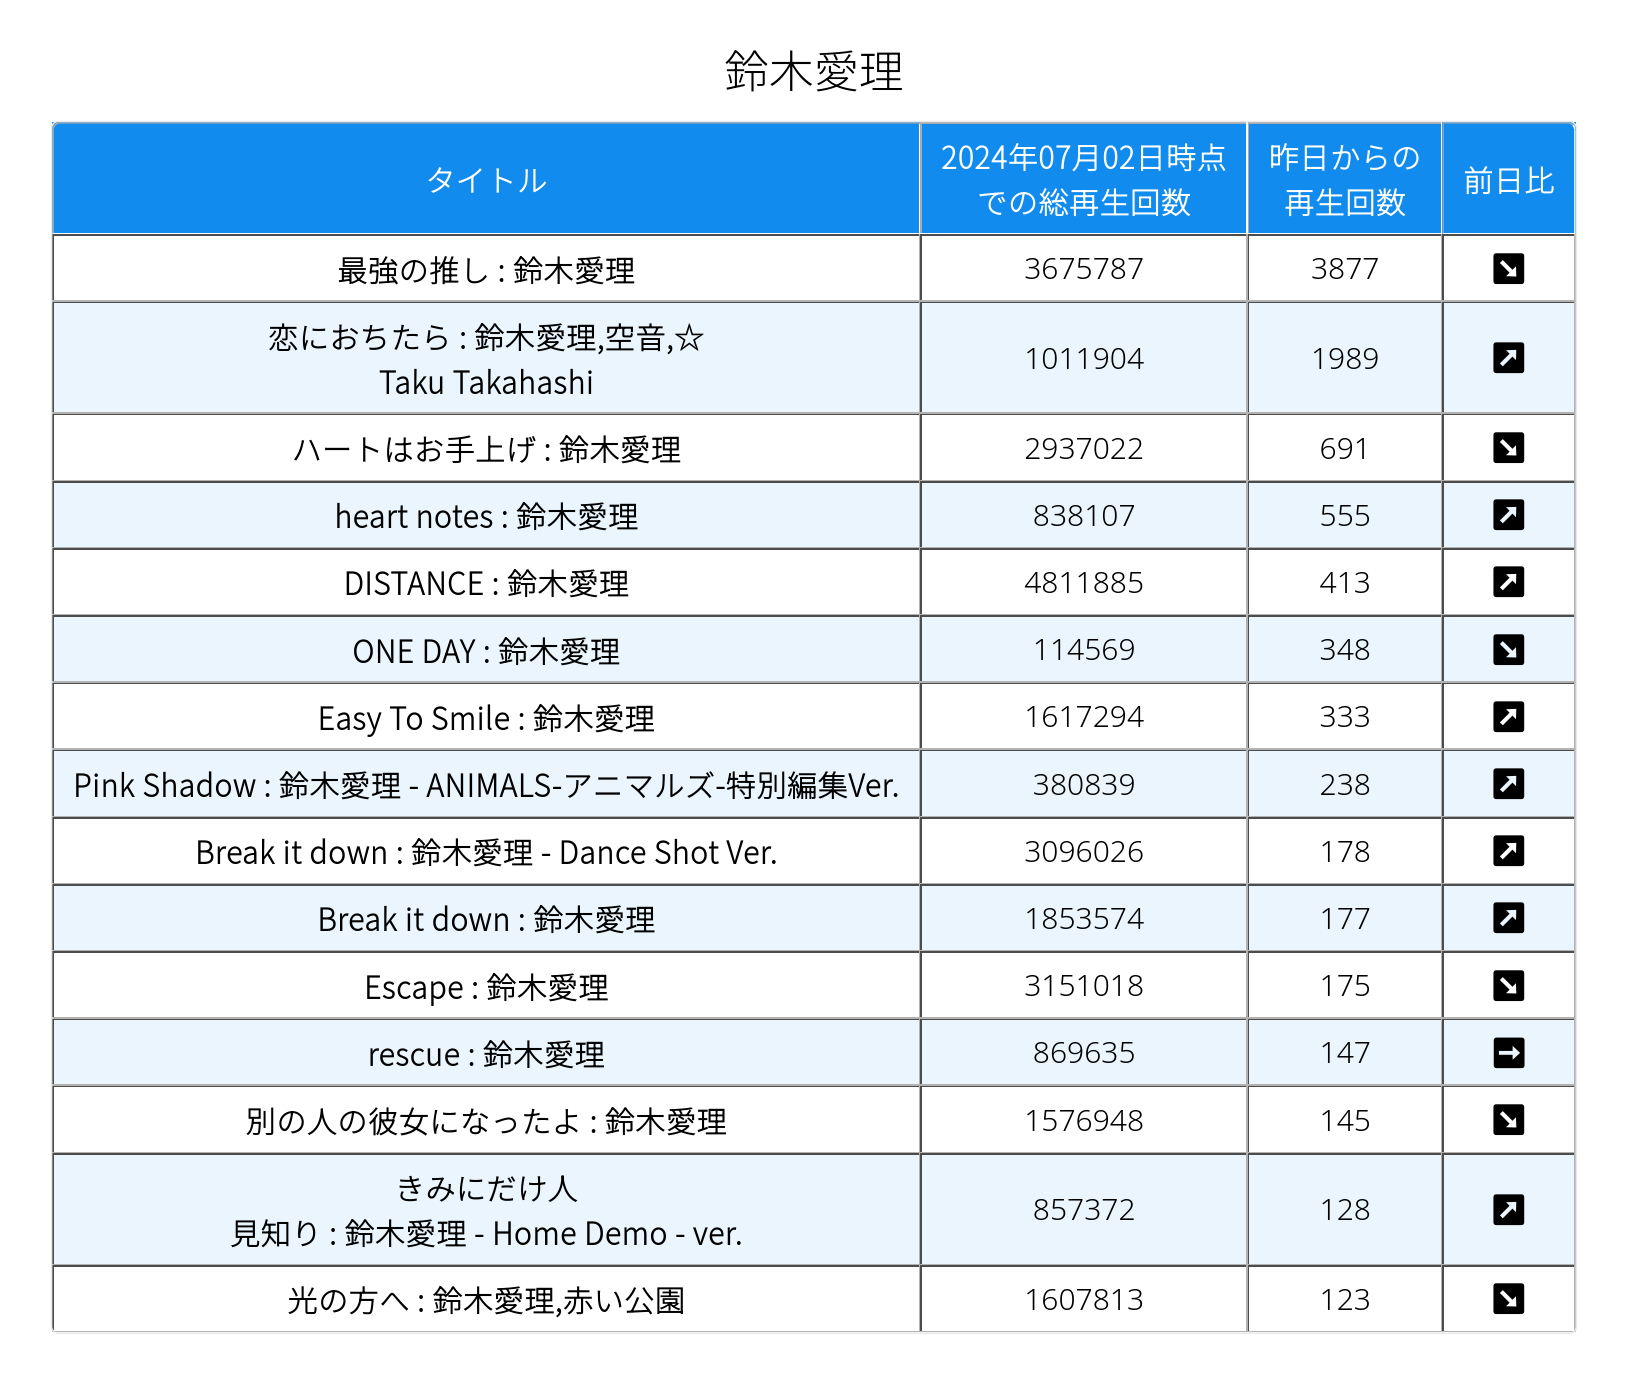 鈴木愛理
タイトル
2024年07月02日時点
での総再生回数
昨日からの
再生回数
前日比
最強の推し : 鈴木愛理 3675787 3877
恋におちたら : 鈴木愛理,空音,☆
Taku Takahashi
1011904 1989
ハートはお手上げ : 鈴木愛理 2937022 691
heart notes : 鈴木愛理 838107 555
DISTANCE : 鈴木愛理 4811885 413
ONE DAY : 鈴木愛理 114569 348
Easy To Smile : 鈴木愛理 1617294 333
Pink Shadow : 鈴木愛理 - ANIMALS-アニマルズ-特別編集Ver. 380839 238
Break it down : 鈴木愛理 - Dance Shot Ver. 3096026 178
Break it down : 鈴木愛理 1853574 177
Escape : 鈴木愛理 3151018 175
rescue : 鈴木愛理 869635 147
別の人の彼女になったよ : 鈴木愛理 1576948 145
きみにだけ人
見知り : 鈴木愛理 - Home Demo - ver.
857372 128
光の方へ : 鈴木愛理,赤い公園 1607813 123